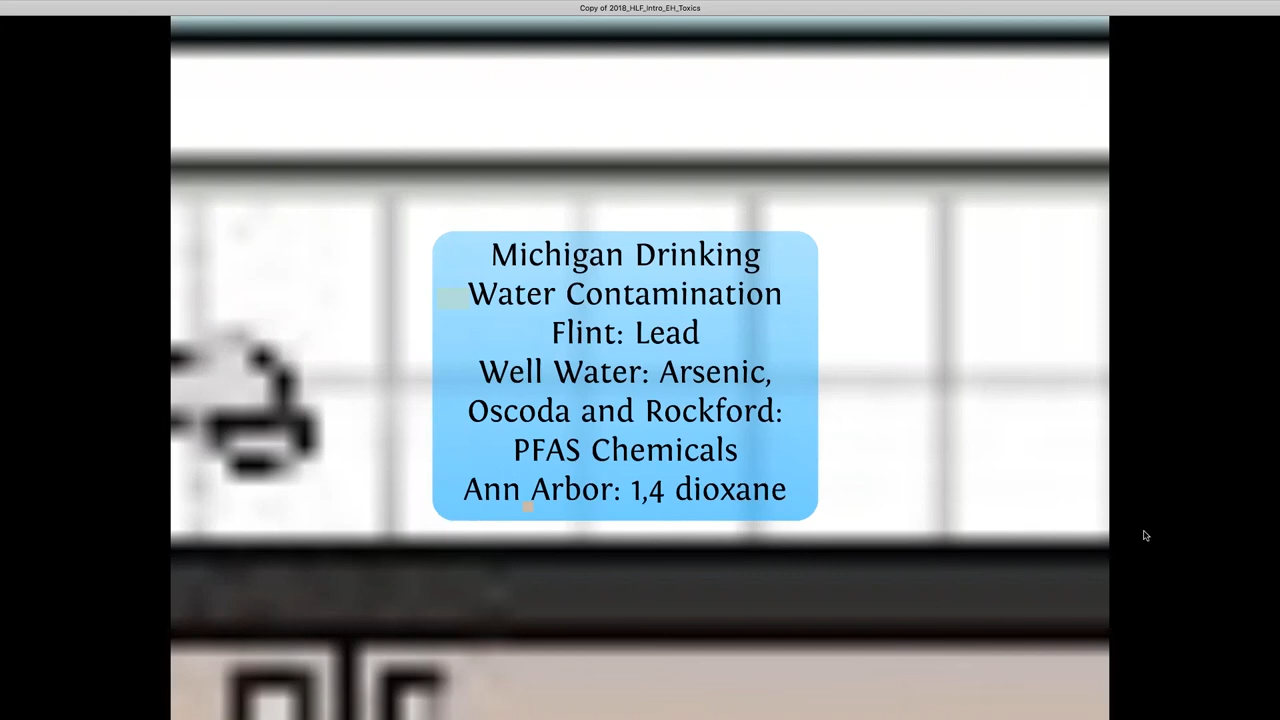 Copy of 2018_HLF_Intro_EH_Toxics
Michigan Drinking
Water Contamination
Flint: Lead
Well Water: Arsenic,
Oscoda and Rockford:
PFAS Chemicals
Ann Arbor: 1,4 dioxane